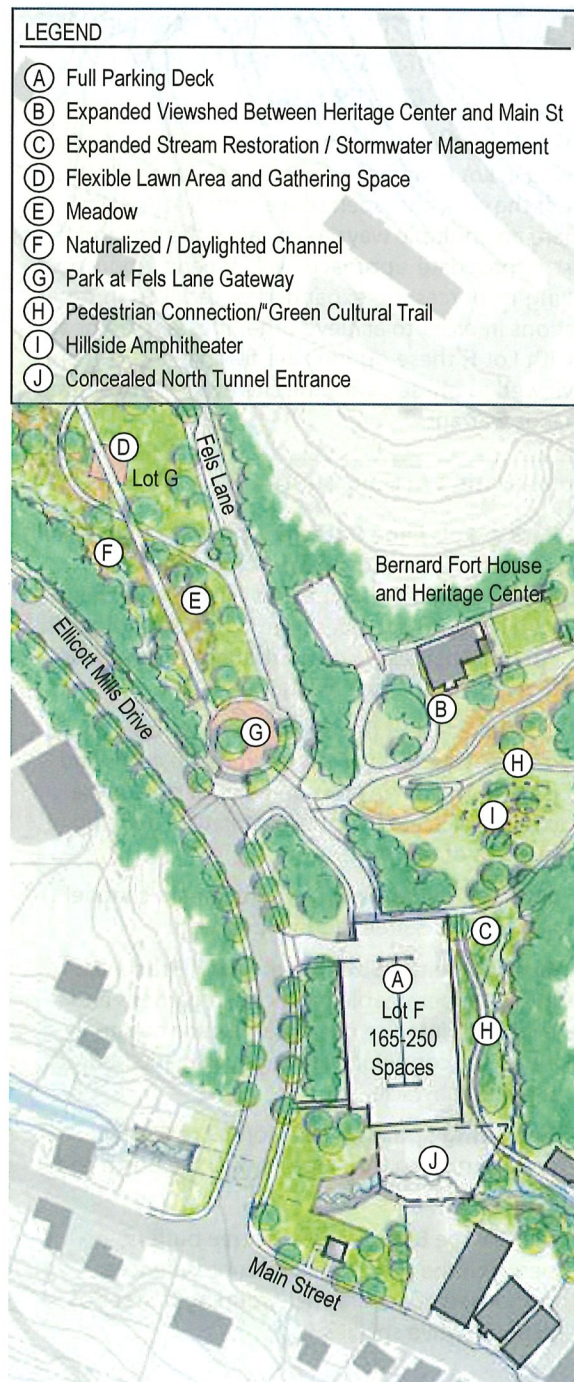 LEGEND
A Full Parking Deck
B Expanded Viewshed Between Heritage Center and Main St
C Expanded Stream Restoration / Stormwater Management
D Flexible Lawn Area and Gathering Space
E Meadow
F Naturalized / Daylighted Channel
G Park at Fels Lane Gateway
H Pedestrian Connection/“Green Cultural Trail
I Hillside Amphitheater
J Concealed North Tunnel Entrance
D
Lot G
Fels Lane
F
E
Bernard Fort House
and Heritage Center
Ellicott Mills Drive
B
G
H
I
C
A
Lot F
165-250
Spaces
H
J
Main Street